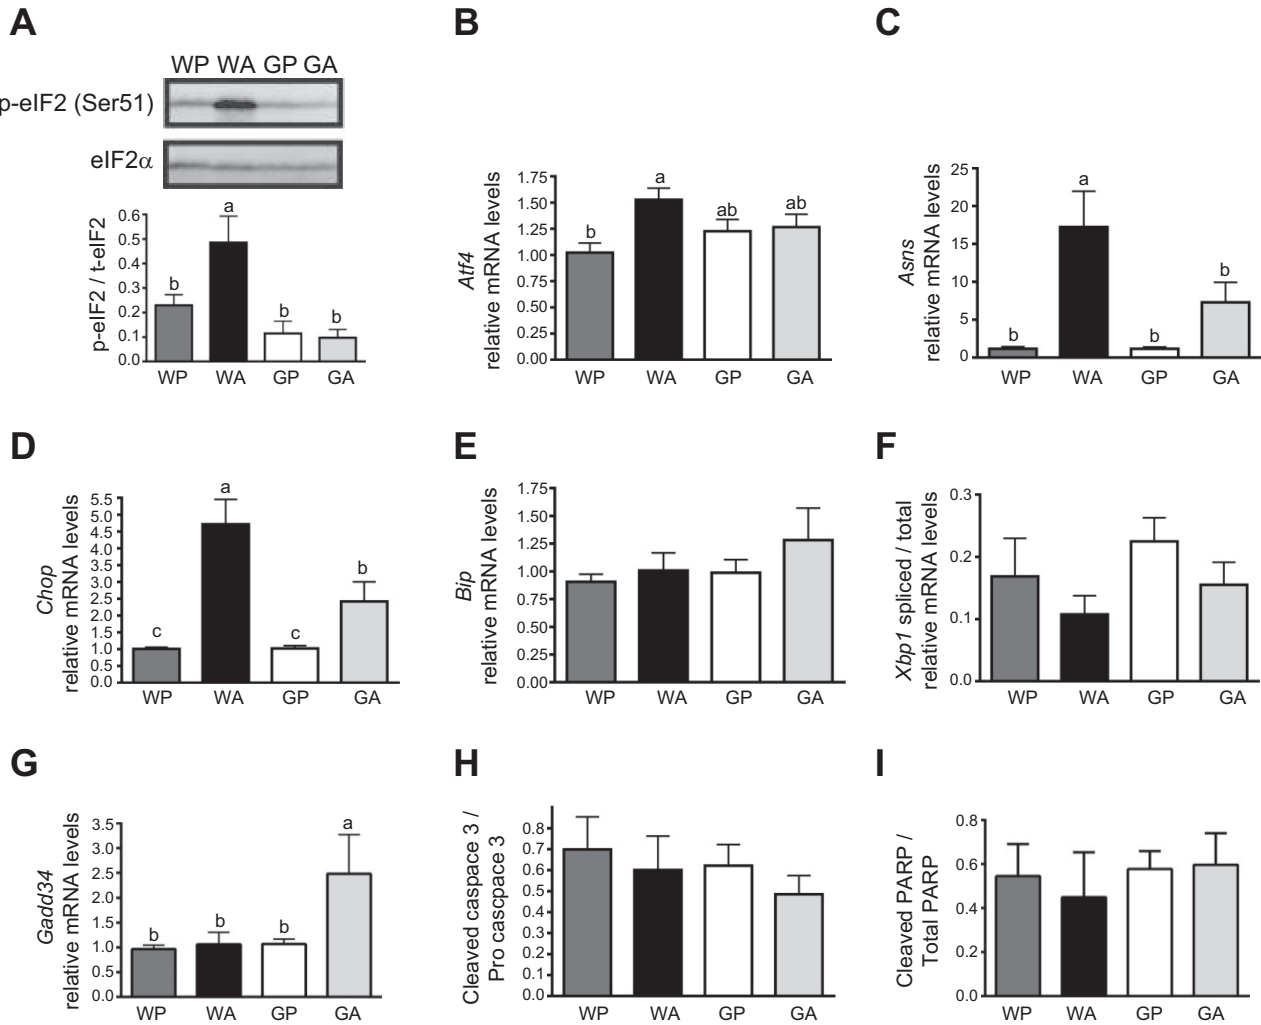 A
WP WA GP GA
p-eIF2 (Ser51)
eIF2α
p-eIF2 / t-eIF2
0.6
0.5
0.4
0.3
0.2
0.1
0.0
b
a
b
b
WP WA GP GA
B
Atf4
relative mRNA levels
1.75
1.50
1.25
1.00
0.75
0.50
0.25
0.00
b
a
ab
ab
WP WA GP GA
C
Asns
relative mRNA levels
25
20
15
10
5
0
b
a
b
b
WP WA GP GA
D
Chop
relative mRNA levels
5.5
5.0
4.5
4.0
3.5
3.0
2.5
2.0
1.5
1.0
0.5
0.0
c
a
c
b
WP WA GP GA
E
Bip
relative mRNA levels
1.75
1.50
1.25
1.00
0.75
0.50
0.25
0.00
WP WA GP GA
F
Xbp1 spliced / total
relative mRNA levels
0.3
0.2
0.1
0.0
WP WA GP GA
G
Gadd34
relative mRNA levels
3.5
3.0
2.5
2.0
1.5
1.0
0.5
0.0
b
b
b
a
WP WA GP GA
H
Cleaved caspace 3 /
Pro cascpace 3
0.8
0.7
0.6
0.5
0.4
0.3
0.2
0.1
0.0
WP WA GP GA
I
Cleaved PARP /
Total PARP
0.8
0.6
0.4
0.2
0.0
WP WA GP GA